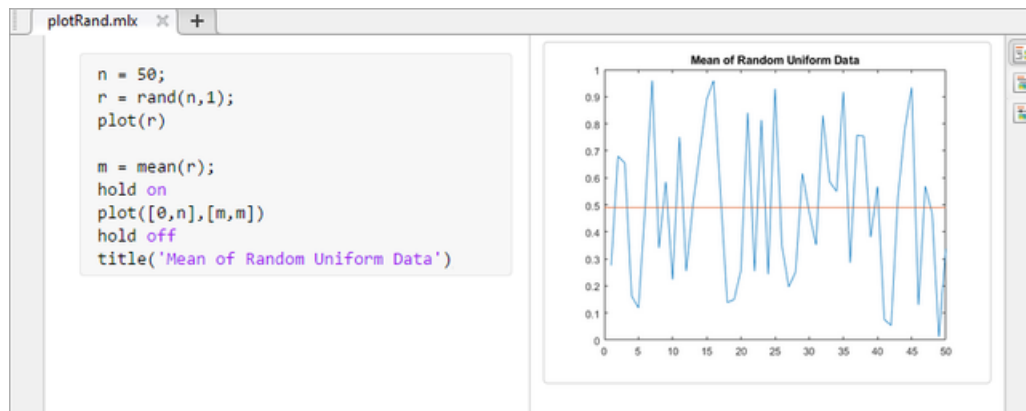 plotRand.mlx
n = 50;
r = rand(n,1);
plot(r)
m = mean(r);
hold on
plot([0,n],[m,m])
hold off
title('Mean of Random Uniform Data')
Mean of Random Uniform Data
1
0.9
0.8
0.7
0.6
0.5
0.4
0.3
0.2
0.1
0
0 5 10 15 20 25 30 35 40 45 50